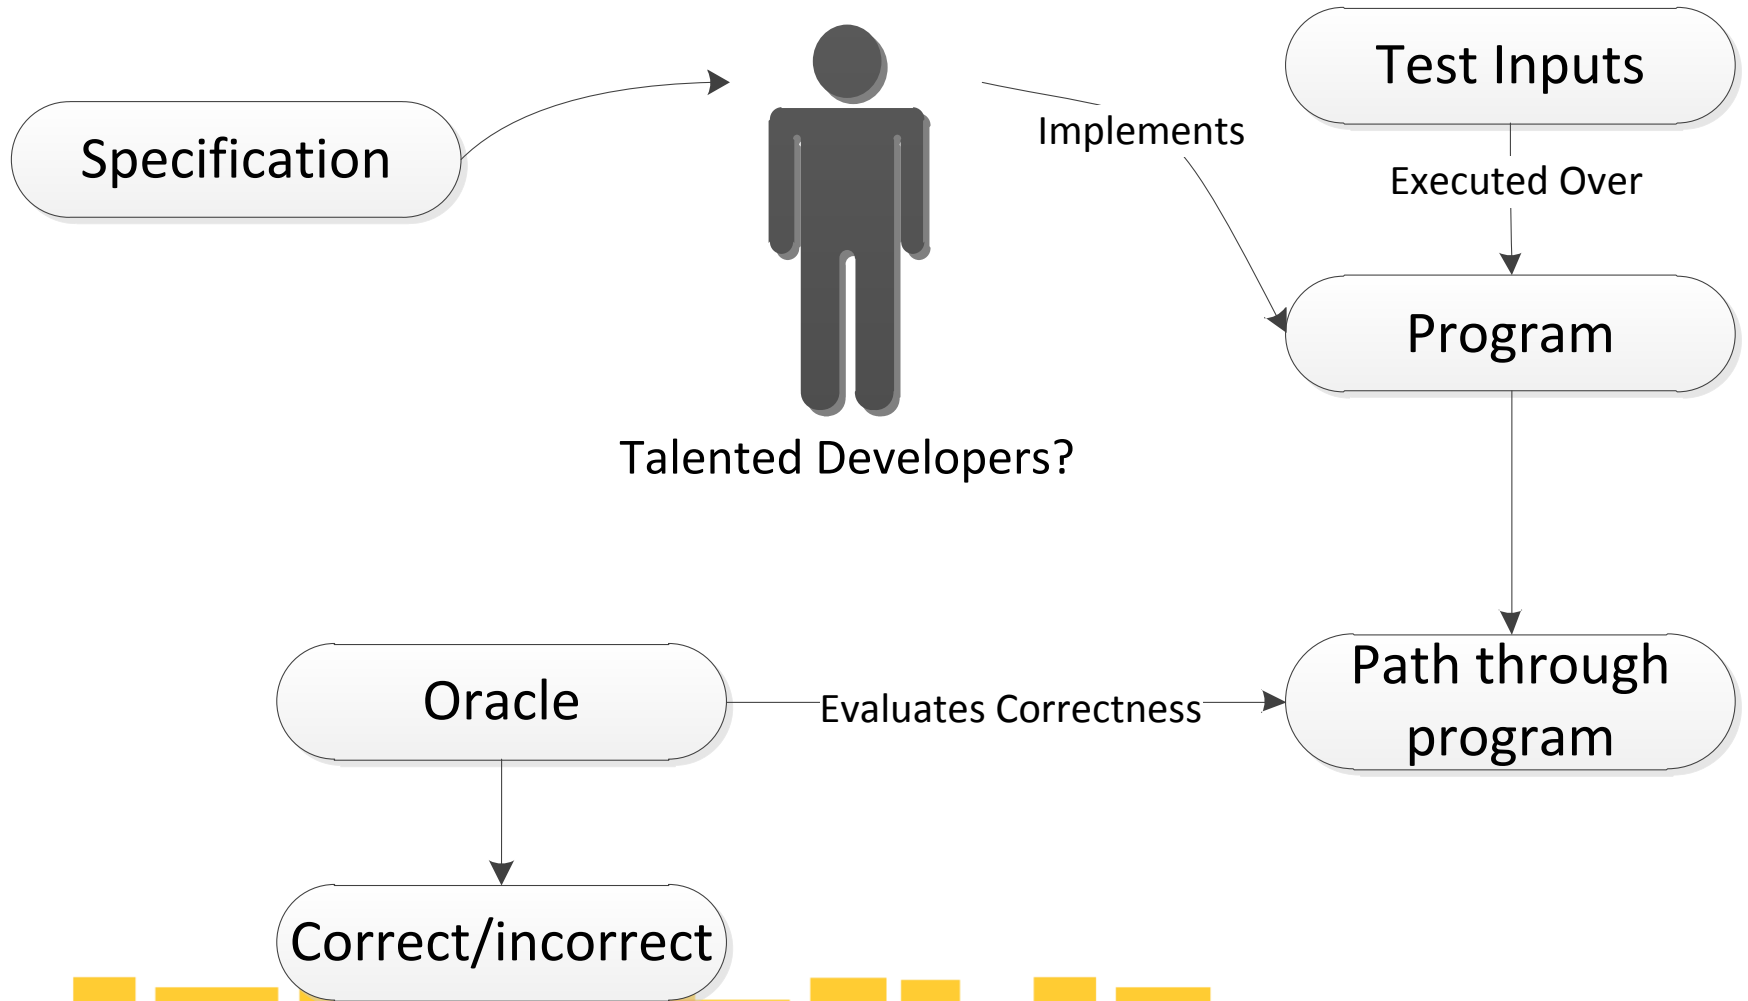 Test Inputs
Specification
Implements
Executed Over
Program
Talented Developers?
Path through
program
Oracle
Evaluates Correctness
Correct/incorrect